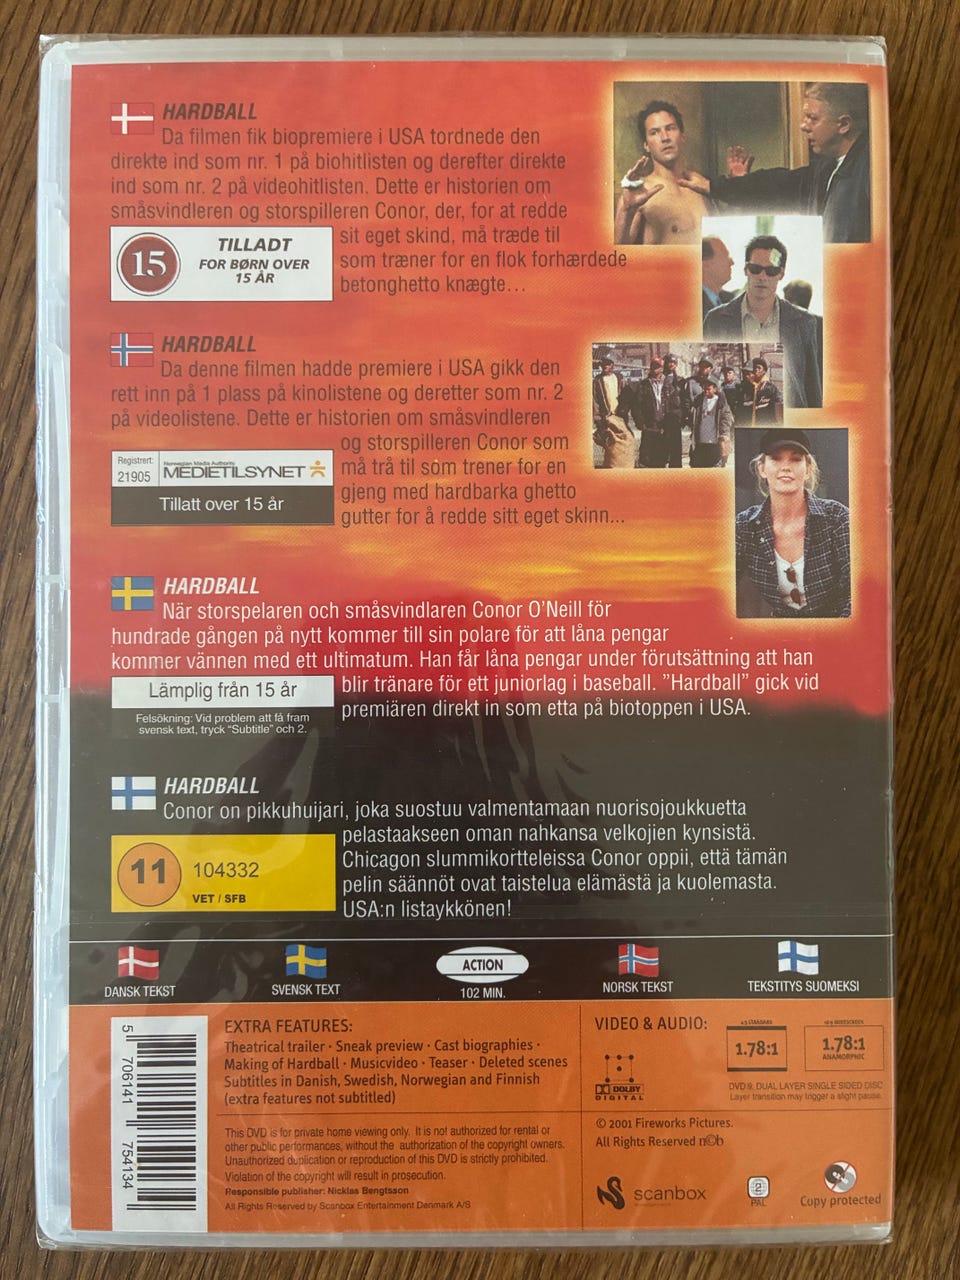 HARDBALL
Da filmen fik biopremiere i USA tordnede den
direkte ind som nr. 1 på biohitlisten og derefter direkte
ind som nr. 2 på videohitlisten. Dette er historien om
småsvindleren og storspilleren Conor, der, for at redde
sit eget skind, må træde til
som træner for en flok forhærdede
betonghetto knægte...
15
TILLADT
FOR BØRN OVER
15 ÅR
HARDBALL
Da denne filmen hadde premiere i USA gikk den
rett inn på 1 plass på kinolistene og deretter som nr. 2
på videolistene. Dette er historien om småsvindleren
og storspilleren Conor som
må trå til som trener for en
gjeng med hardbarka ghetto
gutter for å redde sitt eget skinn...
Registrert:
21905
Norwegian Media Authority
MEDIETILSYNET
Tillatt over 15 år
HARDBALL
När storspelaren och småsvindlaren Conor O'Neill för
hundrade gången på nytt kommer till sin polare för att låna pengar
kommer vännen med ett ultimatum. Han får låna pengar under förutsättning att han
blir tränare för ett juniorlag i baseball. "Hardball" gick vid
premiären direkt in som etta på biotoppen i USA.
Lämplig från 15 år
Felsökning: Vid problem att få fram
svensk text, tryck "Subtitle" och 2.
HARDBALL
Conor on pikkuhuijari, joka suostuu valmentamaan nuorisojoukkuetta
pelastaakseen oman nahkansa velkojien kynsistä.
Chicagon slummikortteleissa Conor oppii, että tämän
pelin säännöt ovat taistelua elämästä ja kuolemasta.
USA:n listaykkönen!
11
104332
VET / SFB
DANSK TEKST
SVENSK TEXT
ACTION
102 MIN.
NORSK TEKST
TEKSTITYS SUOMEKSI
5 706141 754134
EXTRA FEATURES:
Theatrical trailer · Sneak preview · Cast biographies ·
Making of Hardball · Musicvideo · Teaser · Deleted scenes
Subtitles in Danish, Swedish, Norwegian and Finnish
(extra features not subtitled)
This DVD is for private home viewing only. It is not authorized for rental or
other public performances, without the authorization of the copyright owners.
Unauthorized duplication or reproduction of this DVD is strictly prohibited.
Violation of the copyright will result in prosecution.
Responsible publisher: Nicklas Bengtsson
All Rights Reserved by Scanbox Entertainment Denmark A/S
VIDEO & AUDIO:
DOLBY
DIGITAL
4:3 STANDARD
1.78:1
16:9 WIDESCREEN
1.78:1
ANAMORPHIC
DVD 9: DUAL LAYER SINGLE SIDED DISC
Layer transition may trigger a slight pause.
© 2001 Fireworks Pictures.
All Rights Reserved n©b
scanbox
2
PAL
Copy protected